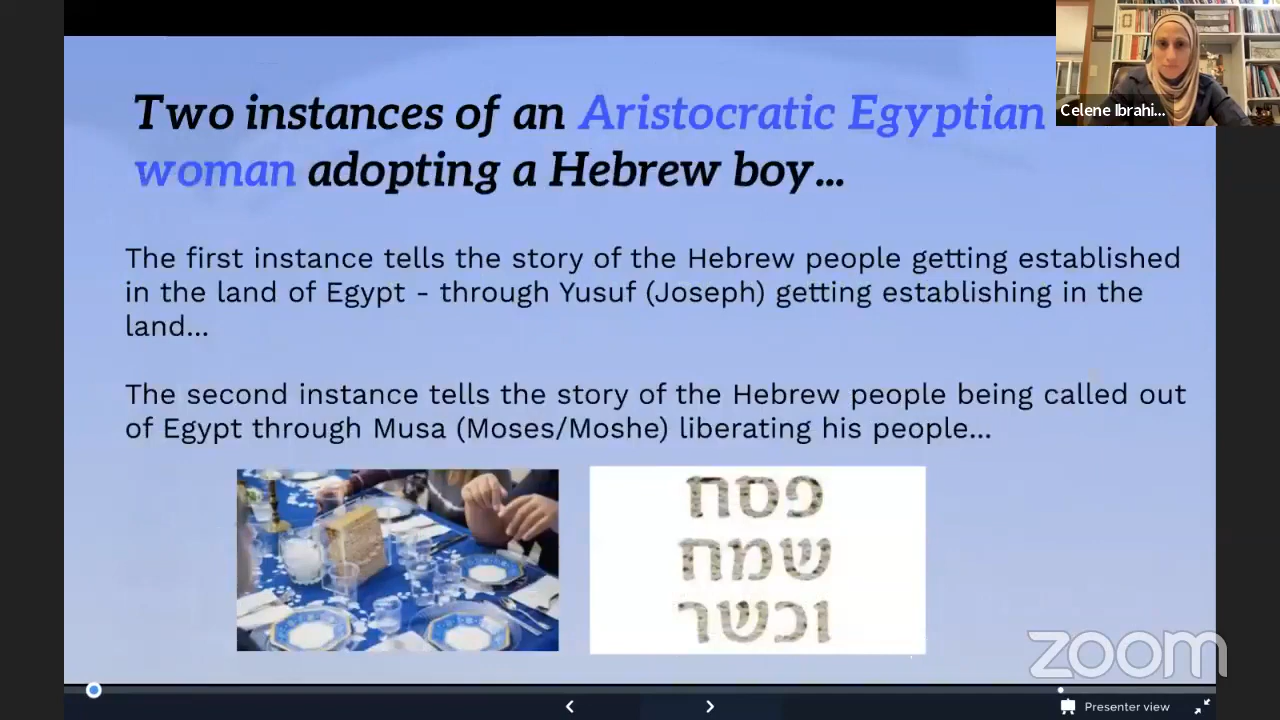 Two instances of an Aristocratic Egyptian
woman adopting a Hebrew boy...
Celene Ibrahi...
The first instance tells the story of the Hebrew people getting established
in the land of Egypt - through Yusuf (Joseph) getting establishing in the
land...
The second instance tells the story of the Hebrew people being called out
of Egypt through Musa (Moses/Moshe) liberating his people...
פסח
שמח
וכשר
zoom
Presenter view